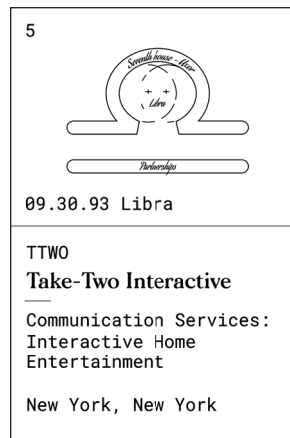 5
Seventh house - Uxor
Libra
Partnerships
09.30.93 Libra
TTWO
Take-Two Interactive
Communication Services:
Interactive Home
Entertainment
New York, New York